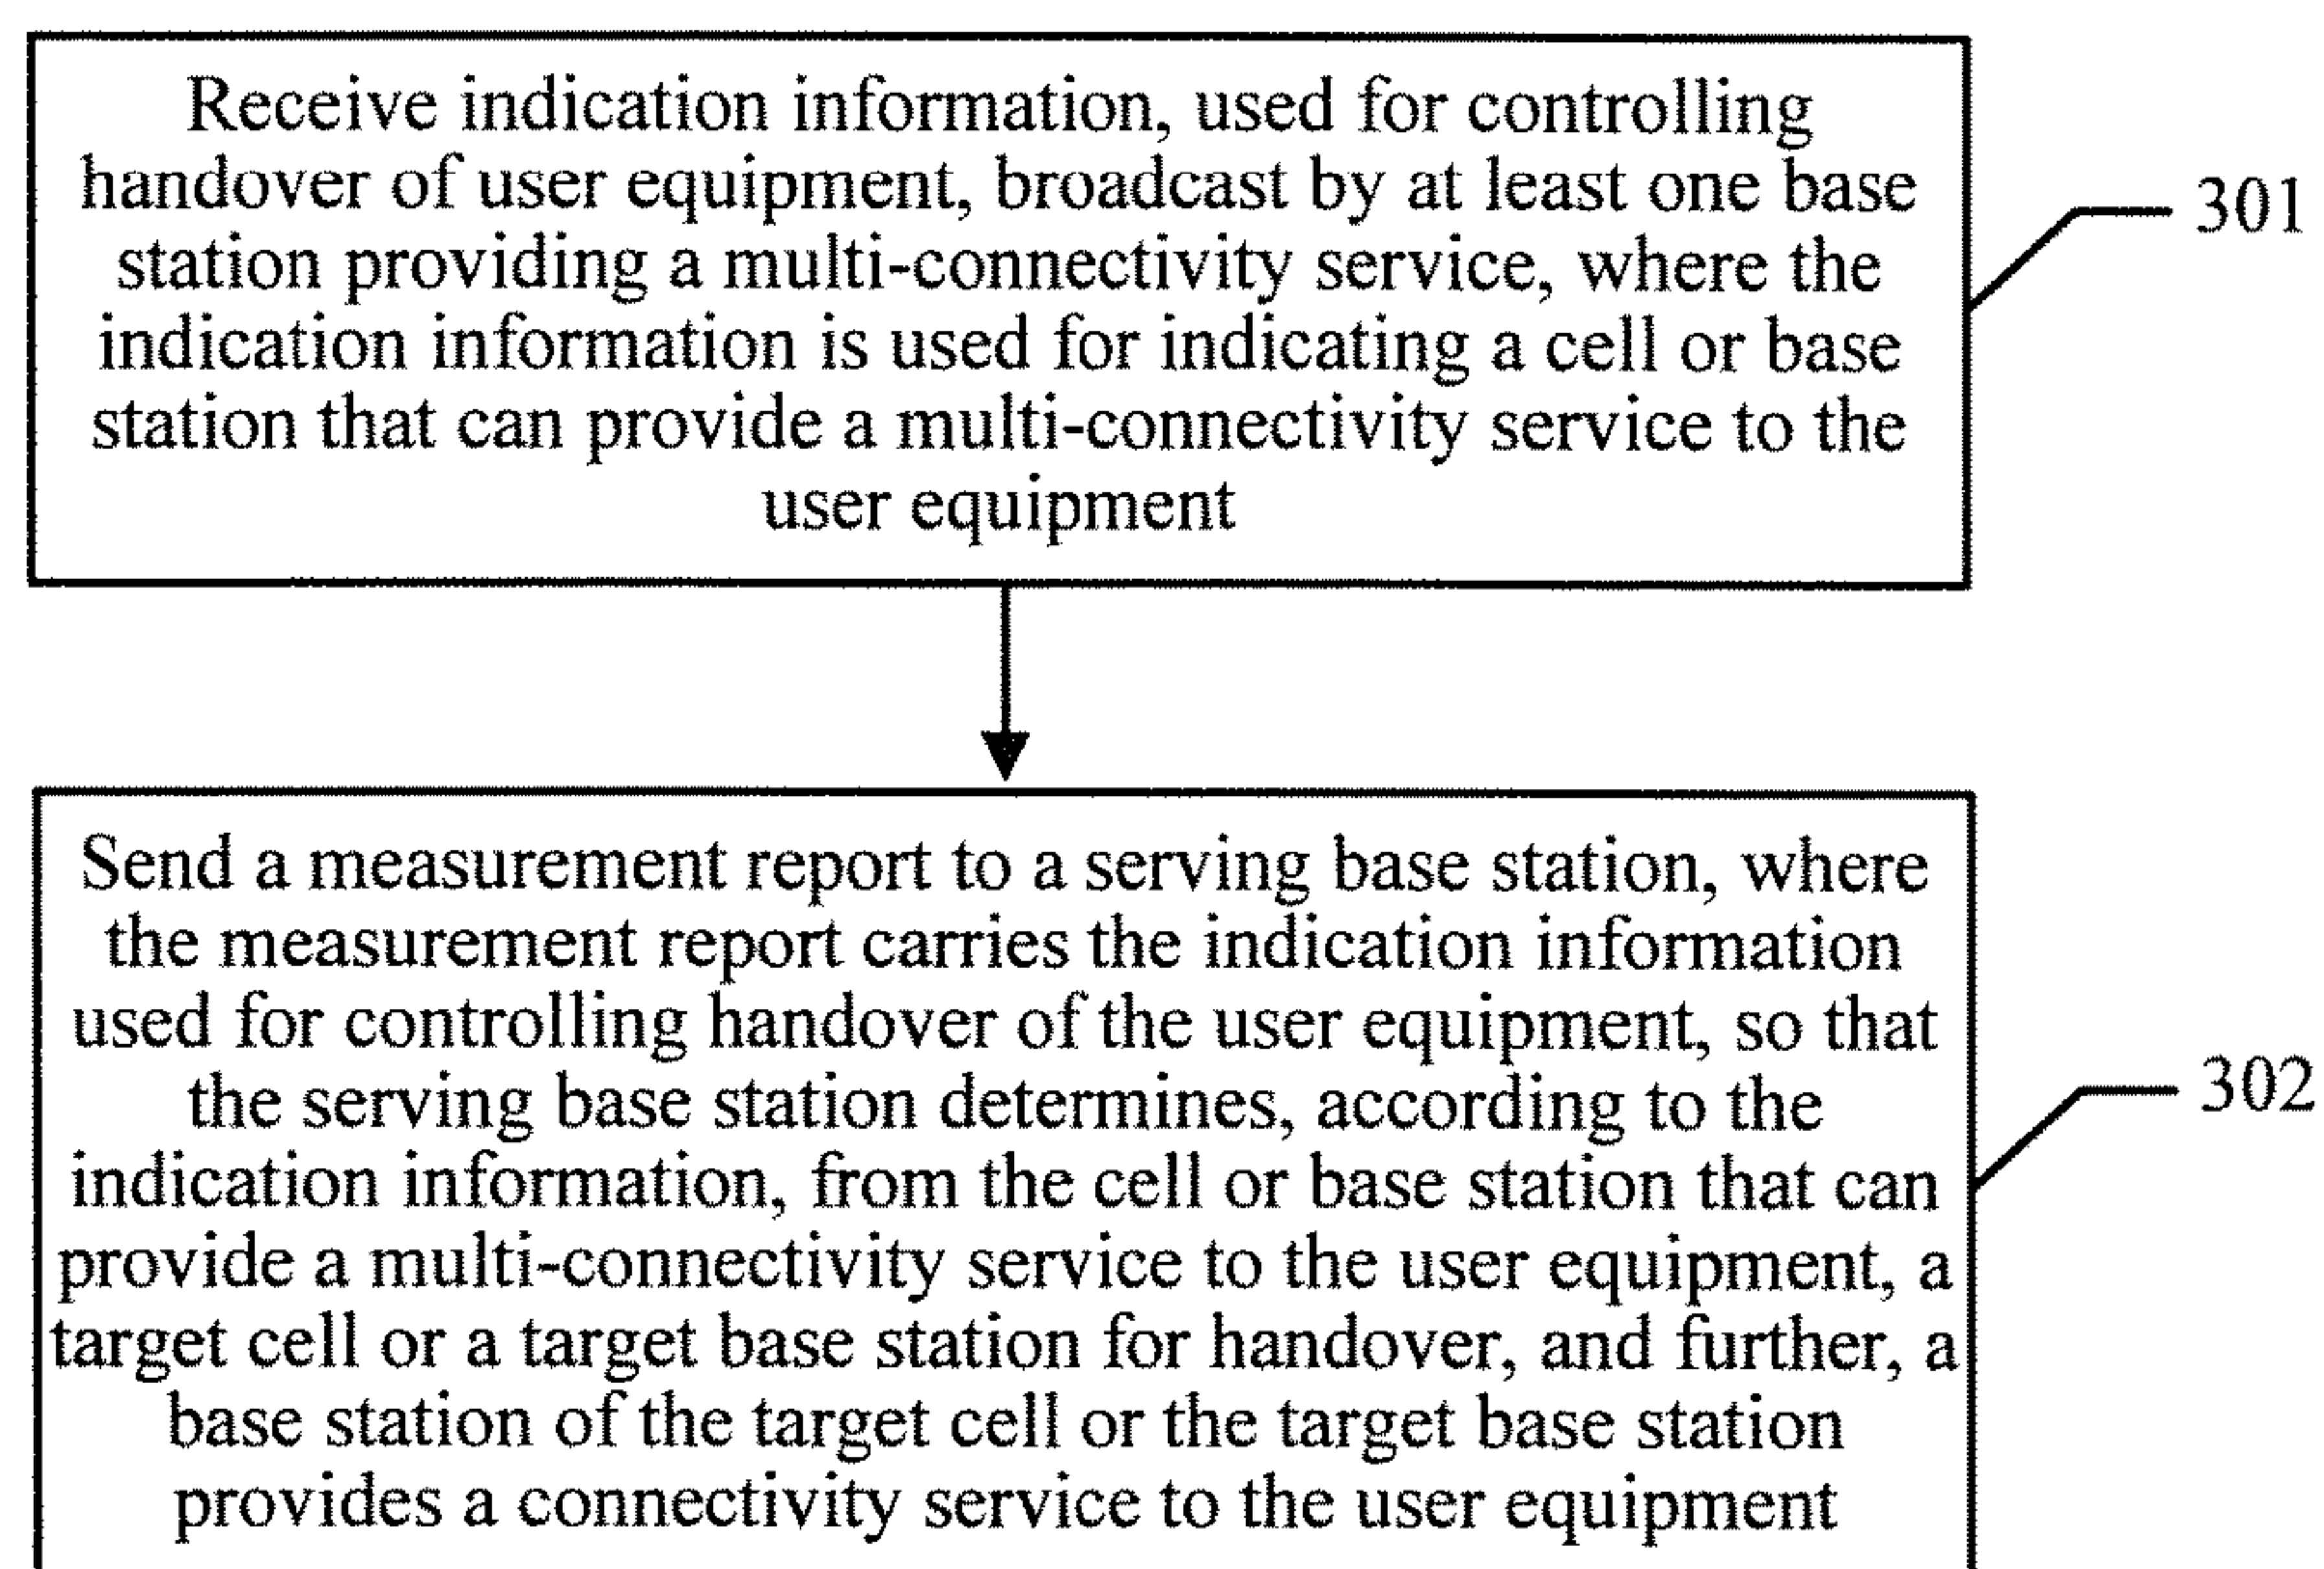 Receive indication information, used for controlling
handover of user equipment, broadcast by at least one base
station providing a multi-connectivity service, where the
indication information is used for indicating a cell or base
station that can provide a multi-connectivity service to the
user equipment
301
Send a measurement report to a serving base station, where
the measurement report carries the indication information
used for controlling handover of the user equipment, so that
the serving base station determines, according to the
indication information, from the cell or base station that can
provide a multi-connectivity service to the user equipment, a
target cell or a target base station for handover, and further, a
base station of the target cell or the target base station
provides a connectivity service to the user equipment
302